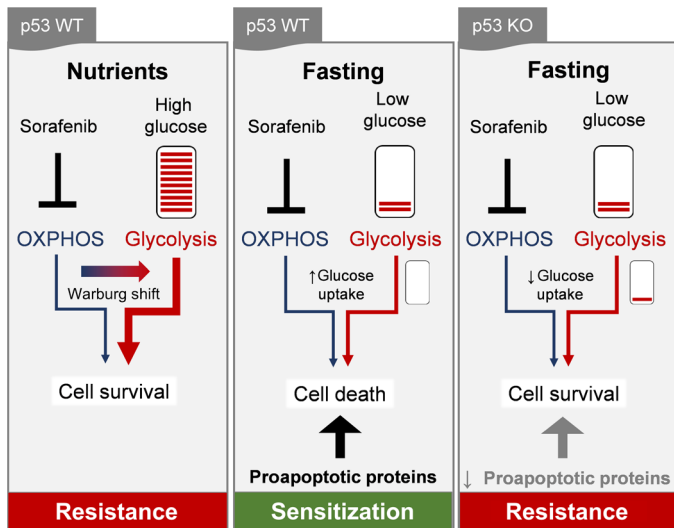 p53 WT
Nutrients
Sorafenib
High
glucose
OXPHOS
Glycolysis
Warburg shift
Cell survival
Resistance
p53 WT
Fasting
Sorafenib
Low
glucose
OXPHOS
Glycolysis
↑Glucose
uptake
Cell death
Proapoptotic proteins
Sensitization
p53 KO
Fasting
Sorafenib
Low
glucose
OXPHOS
Glycolysis
↓Glucose
uptake
Cell survival
↓ Proapoptotic proteins
Resistance